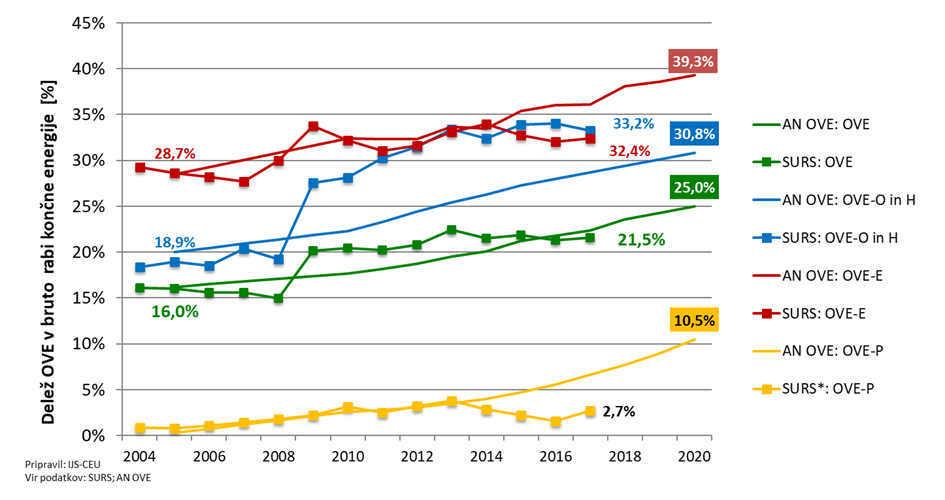 Delež OVE v bruto rabi končne energije [%]
45%
40%
35%
30%
25%
20%
15%
10%
5%
0%
2004
2006
2008
2010
2012
2014
2016
2018
2020
28,7%
18,9%
16,0%
39,3%
33,2%
30,8%
32,4%
25,0%
21,5%
10,5%
2,7%
AN OVE: OVE
SURS: OVE
AN OVE: OVE-O in H
SURS: OVE-O in H
AN OVE: OVE-E
SURS: OVE-E
AN OVE: OVE-P
SURS*: OVE-P
Pripravil: IJS-CEU
Vir podatkov: SURS; AN OVE